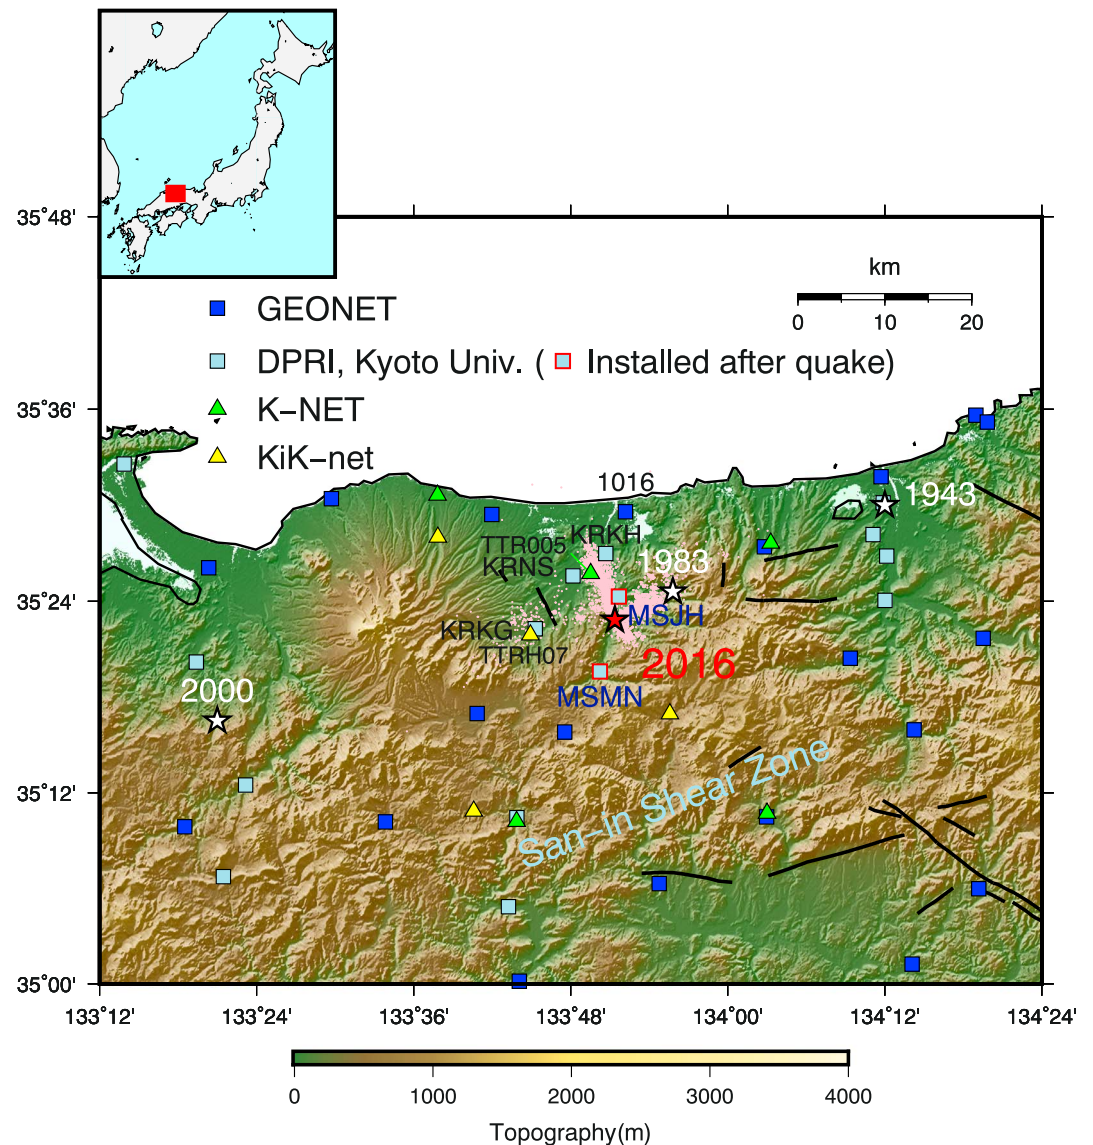 35°48'
km
0 10 20
GEONET
DPRI, Kyoto Univ. ( Installed after quake)
35°36'
K-NET
KiK-net
1016
1943
KRKH
TTR005
1983
KRNS
35°24'
MSJH
KRKG
TTRH07
2016
2000
MSMN
San-in Shear Zone
35°12'
35°00'
133°12' 133°24' 133°36' 133°48' 134°00' 134°12' 134°24'
0 1000 2000 3000 4000
Topography(m)